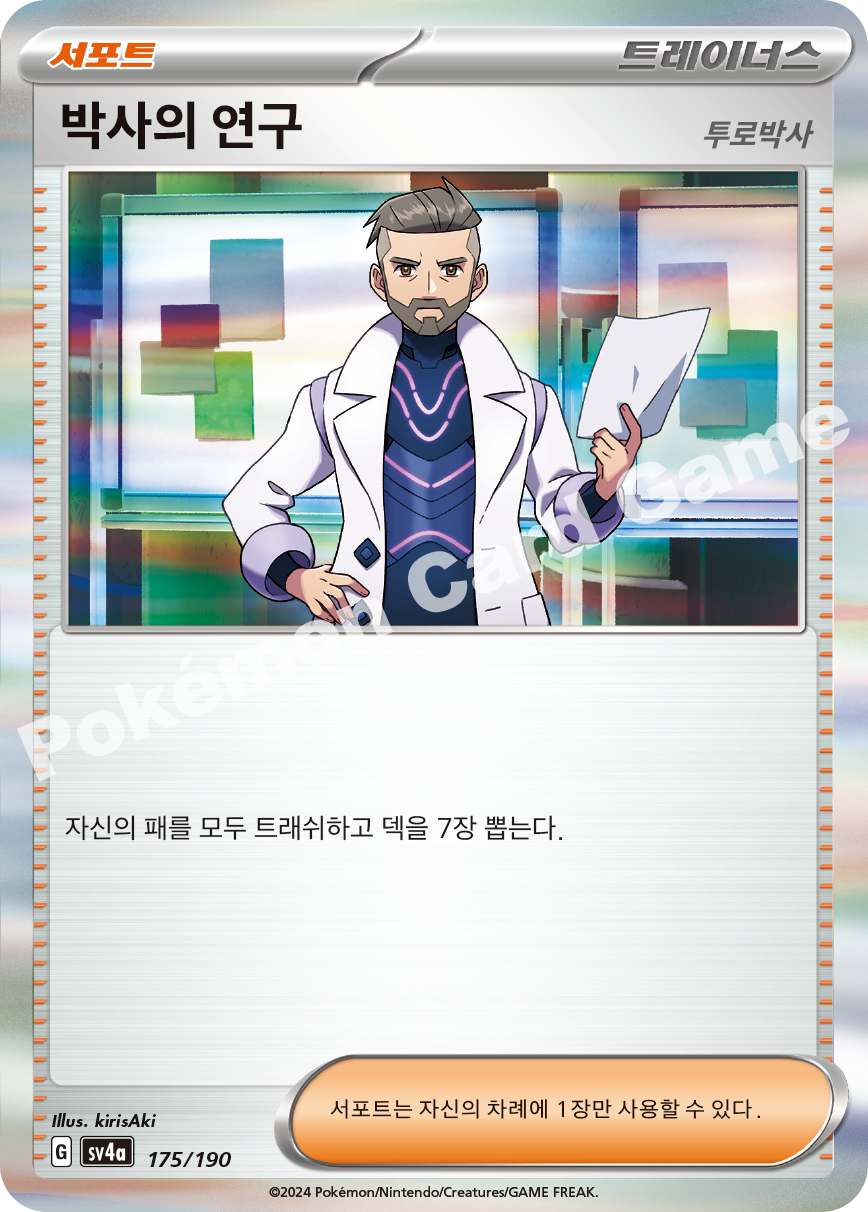 서포트
트레이너스
박사의 연구
투로박사
Pokémon Card Game
자신의 패를 모두 트래쉬하고 덱을 7장 뽑는다.
서포트는 자신의 차례에 1장만 사용할 수 있다.
Illus. kirisAki
G sv4a 175/190
©2024 Pokémon/Nintendo/Creatures/GAME FREAK.